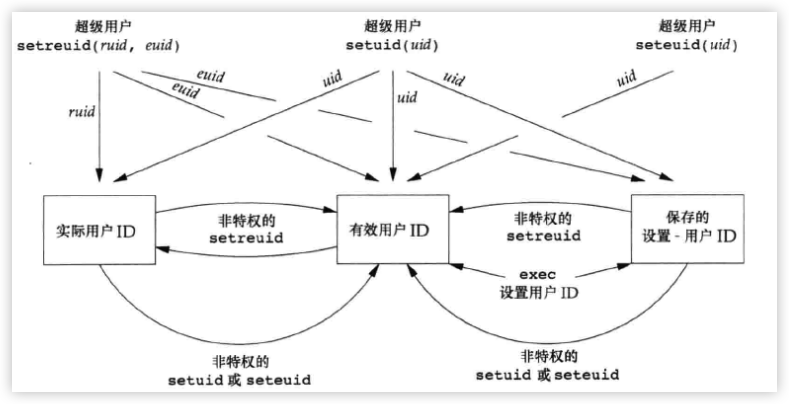 超级用户
setreuid(ruid, euid)
超级用户
setuid(uid)
超级用户
seteuid(uid)
ruid
euid
euid
uid
uid
uid
uid
实际用户 ID
非特权的
setreuid
有效用户 ID
非特权的
setreuid
保存的
设置-用户 ID
exec
设置用户 ID
非特权的
setuid 或 seteuid
非特权的
setuid 或 seteuid